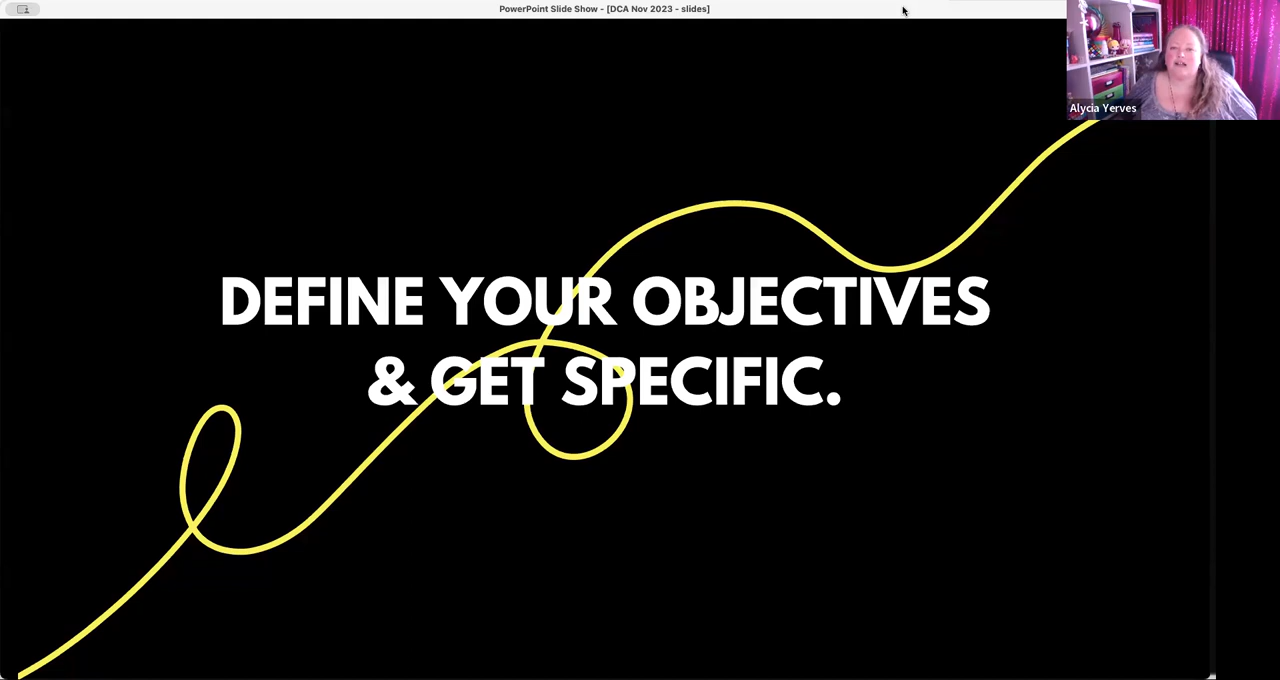 PowerPoint Slide Show - [DCA Nov 2023 - slides]
Alycia Yerves
DEFINE YOUR OBJECTIVES
& GET SPECIFIC.